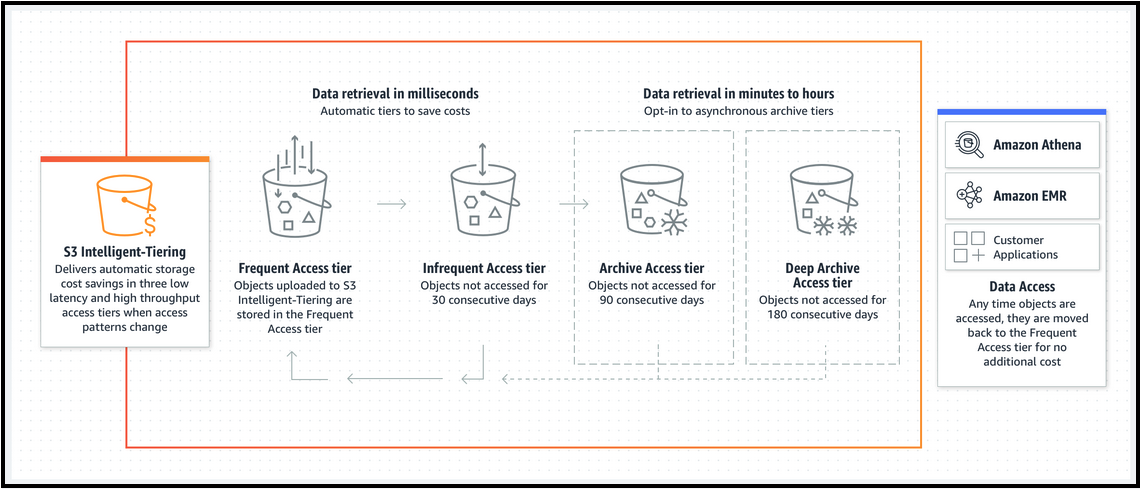 Data retrieval in milliseconds
Automatic tiers to save costs
Data retrieval in minutes to hours
Opt-in to asynchronous archive tiers
$
S3 Intelligent-Tiering
Delivers automatic storage
cost savings in three low
latency and high throughput
access tiers when access
patterns change
Frequent Access tier
Objects uploaded to S3
Intelligent-Tiering are
stored in the Frequent
Access tier
Infrequent Access tier
Objects not accessed for
30 consecutive days
Archive Access tier
Objects not accessed for
90 consecutive days
Deep Archive
Access tier
Objects not accessed for
180 consecutive days
Amazon Athena
Amazon EMR
Customer
Applications
Data Access
Any time objects are
accessed, they are moved
back to the Frequent
Access tier for no
additional cost